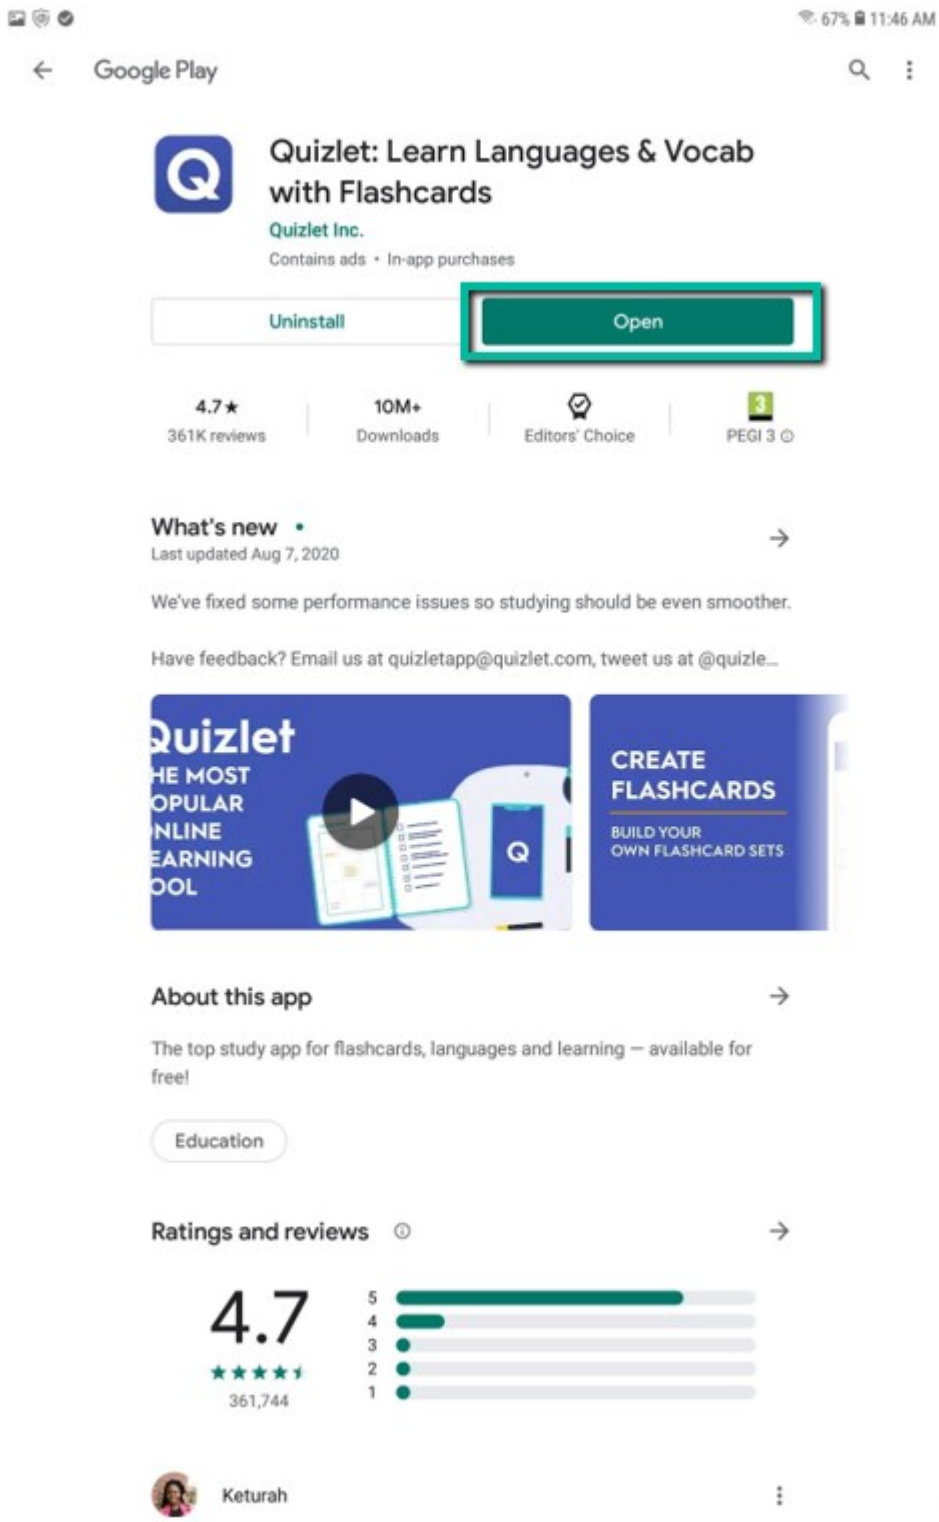 67% 11:46 AM
Google Play
Q
Quizlet: Learn Languages & Vocab
with Flashcards
Quizlet Inc.
Contains ads • In-app purchases
Uninstall
Open
4.7★
361K reviews
10M+
Downloads
Editors' Choice
3
PEGI 3
What's new •
Last updated Aug 7, 2020
We've fixed some performance issues so studying should be even smoother.
Have feedback? Email us at quizletapp@quizlet.com, tweet us at @quizle...
Quizlet
HE MOST
OPULAR
NLINE
EARNING
OOL
Q
CREATE
FLASHCARDS
BUILD YOUR
OWN FLASHCARD SETS
About this app
The top study app for flashcards, languages and learning — available for
free!
Education
Ratings and reviews
4.7
361,744
5
4
3
2
1
Keturah